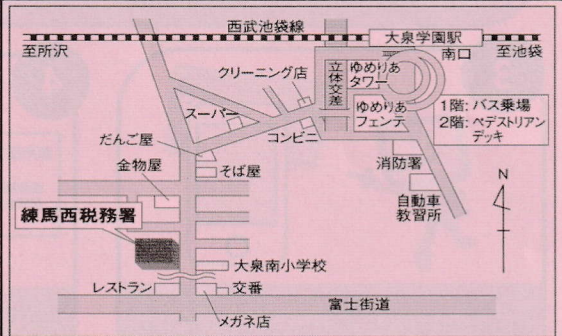 西武池袋線
大泉学園駅
至所沢
南口
至池袋
クリーニング店
立体交差
ゆめりあ
タワー
スーパー
ゆめりあ
フェンテ
1階:バス乗場
2階:ペデストリアン
デッキ
コンビニ
だんご屋
消防署
金物屋
そば屋
N
自動車
教習所
練馬西税務署
大泉南小学校
レストラン
交番
富士街道
メガネ店